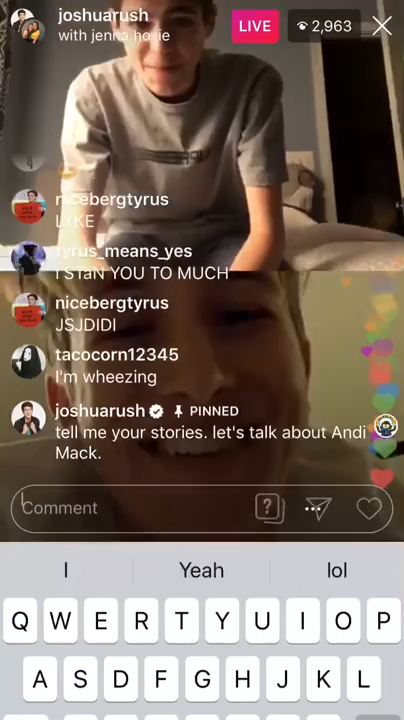 joshuarush
LIVE
2,963
with jenna.ho
nicebergtyrus
LYKE
tyrus_means_yes
I STaN YOU TO MUCH
nicebergtyrus
JSJDIDI
tacocorn12345
I'm wheezing
joshuarush PINNED
tell me your stories. let's talk about Andi
Mack.
Comment
?
I Yeah lol
Q W E R T Y U I O P
A S D F G H J K L